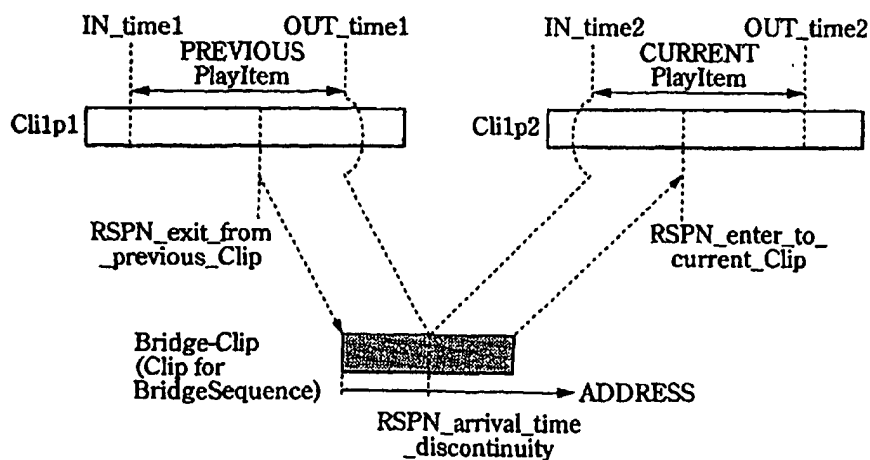 IN_time1
OUT_time1
PREVIOUS
PlayItem
Cli1p1
IN_time2
OUT_time2
CURRENT
PlayItem
Cli1p2
RSPN_exit_from
_previous_Clip
RSPN_enter_to_
current_Clip
Bridge-Clip
(Clip for
BridgeSequence)
ADDRESS
RSPN_arrival_time
_discontinuity